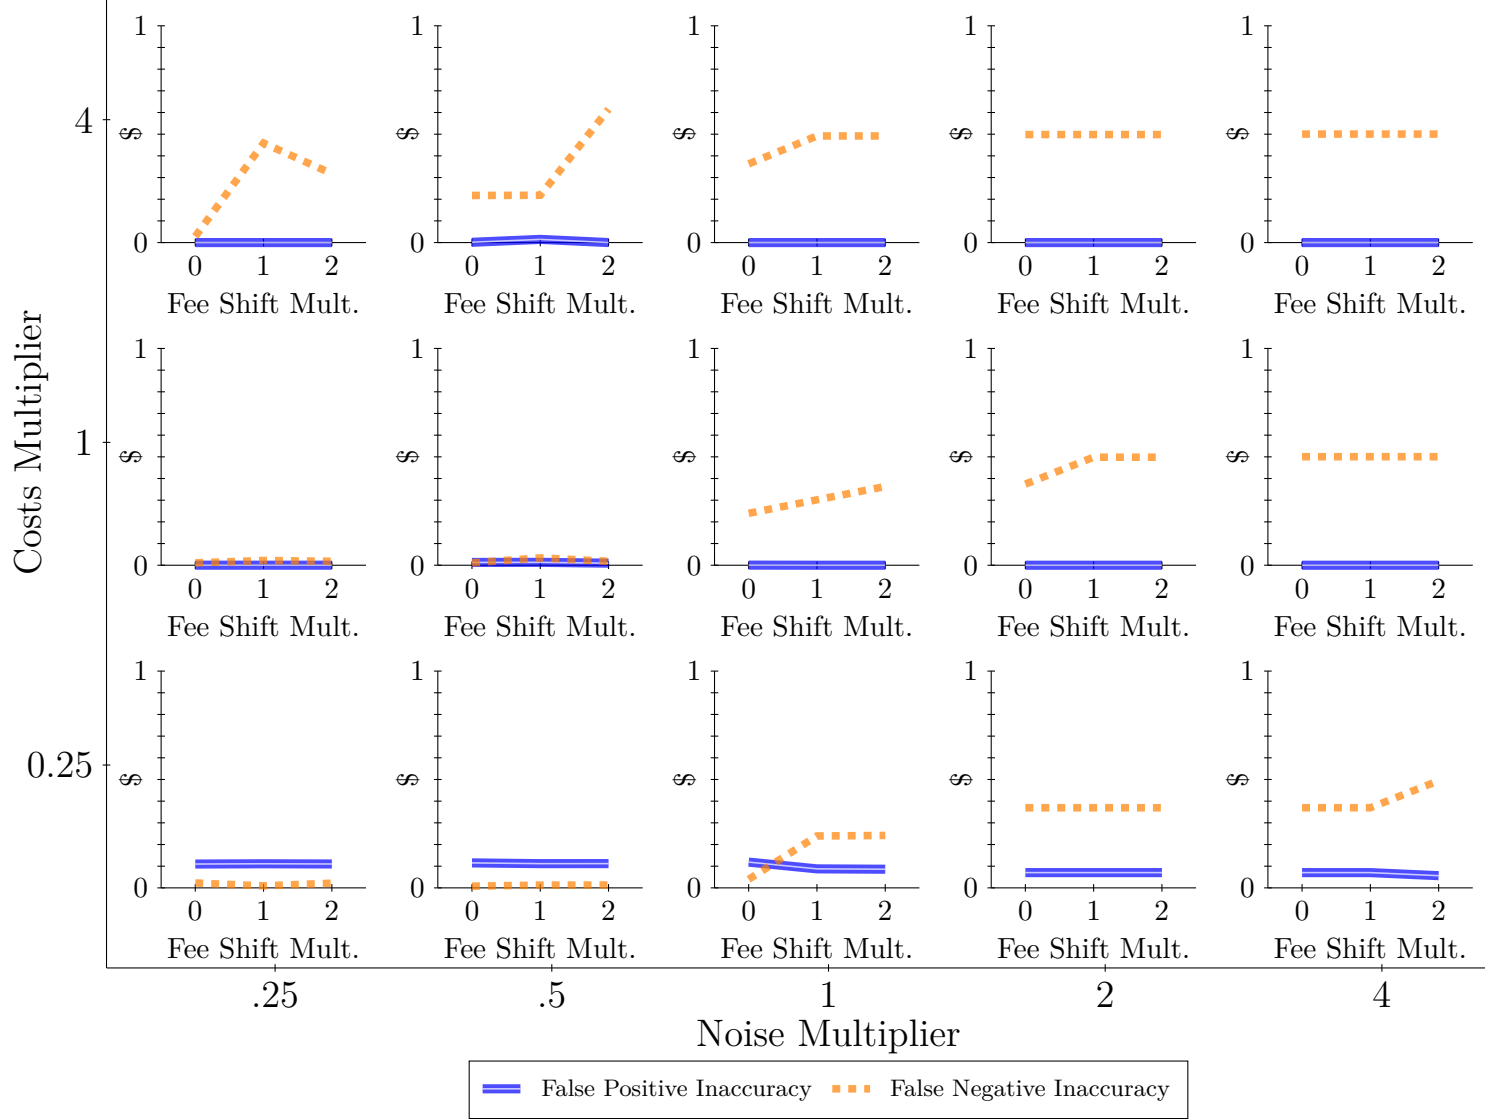 1 1 1 1 1
4 $ $ $ $ $
0 0 0 0 0
0 1 2 0 1 2 0 1 2 0 1 2 0 1 2
Fee Shift Mult. Fee Shift Mult. Fee Shift Mult. Fee Shift Mult. Fee Shift Mult.
Costs Multiplier
1 1 1 1 1
1 $ $ $ $ $
0 0 0 0 0
0 1 2 0 1 2 0 1 2 0 1 2 0 1 2
Fee Shift Mult. Fee Shift Mult. Fee Shift Mult. Fee Shift Mult. Fee Shift Mult.
1 1 1 1 1
0.25 $ $ $ $ $
0 0 0 0 0
0 1 2 0 1 2 0 1 2 0 1 2 0 1 2
Fee Shift Mult. Fee Shift Mult. Fee Shift Mult. Fee Shift Mult. Fee Shift Mult.
.25 .5 1 2 4
Noise Multiplier
False Positive Inaccuracy False Negative Inaccuracy